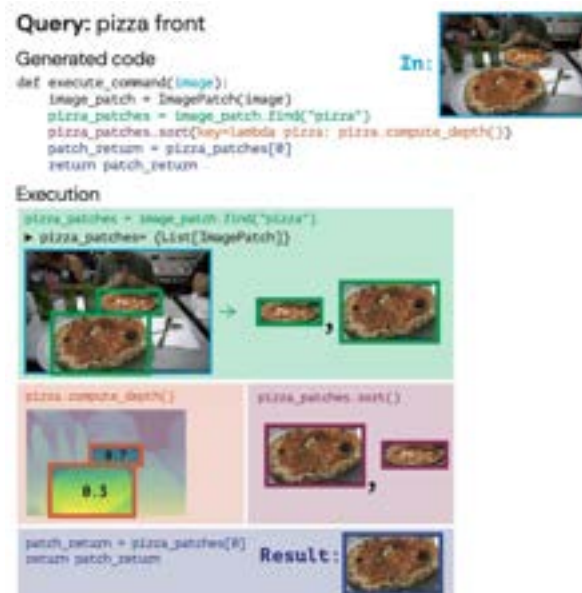 Query: pizza front
Generated code
In:
def execute_command(image):
image_patch = ImagePatch(image)
pizza_patches = image_patch.find("pizza")
pizza_patches.sort(key=lambda pizza: pizza.compute_depth())
patch_return = pizza_patches[0]
return patch_return
Execution
pizza_patches = image_patch.find("pizza")
▶ pizza_patches= {List[ImagePatch]}
→ ,
pizza.compute_depth()
0.7
0.3
pizza_patches.sort()
,
patch_return = pizza_patches[0]
return patch_return
Result: